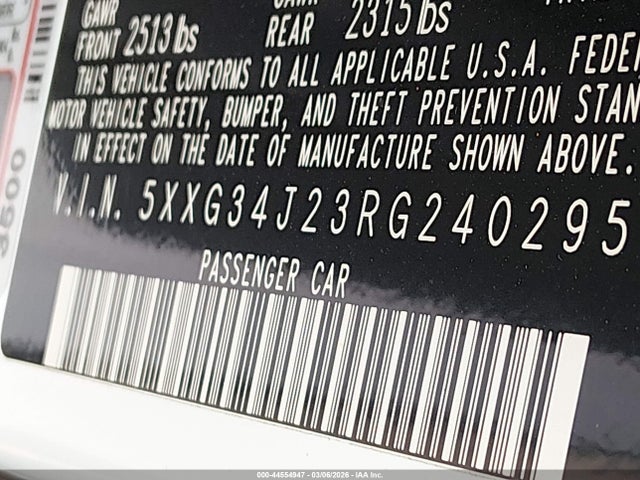 GAWR
FRONT 2513 lbs
REAR 2315 lbs
THIS VEHICLE CONFORMS TO ALL APPLICABLE U.S.A. FEDE
MOTOR VEHICLE SAFETY, BUMPER, AND THEFT PREVENTION STAN
IN EFFECT ON THE DATE OF MANUFACTURE SHOWN ABOVE.
V.I.N. 5XXG34J23RG240295
PASSENGER CAR
000-44554947 - 03/06/2026 - IAA Inc.